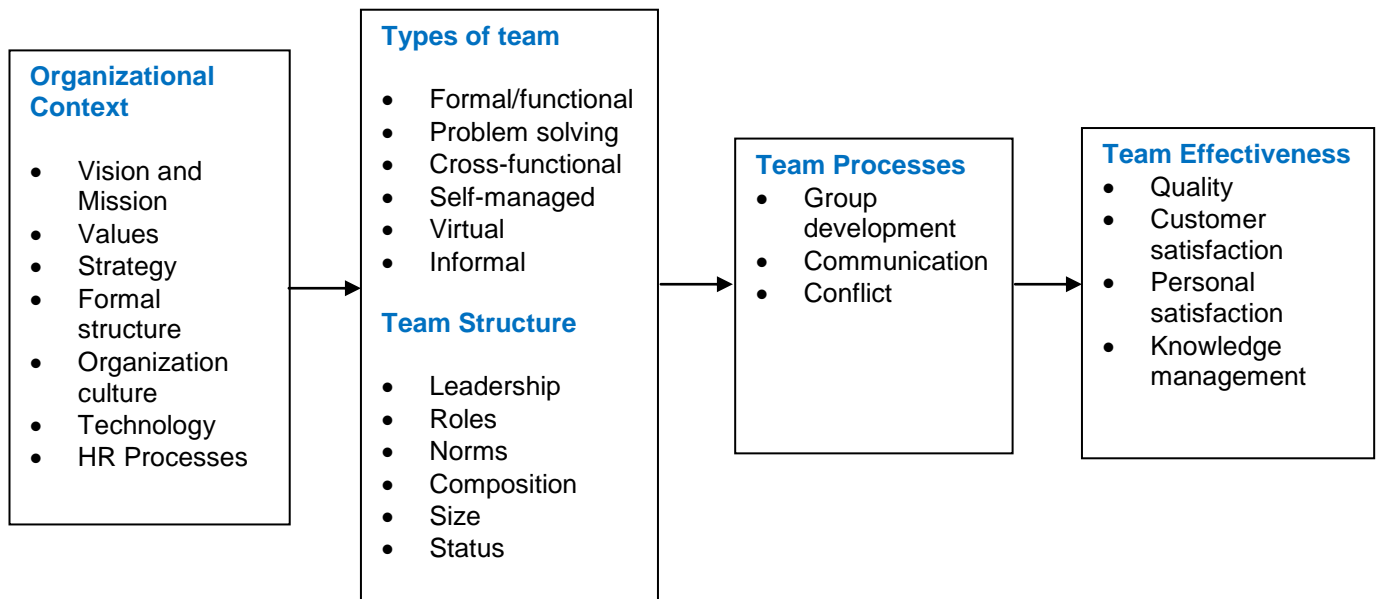 Organizational
Context
• Vision and
Mission
• Values
• Strategy
• Formal
structure
• Organization
culture
• Technology
• HR Processes
Types of team
• Formal/functional
• Problem solving
• Cross-functional
• Self-managed
• Virtual
• Informal
Team Structure
• Leadership
• Roles
• Norms
• Composition
• Size
• Status
Team Processes
• Group
development
• Communication
• Conflict
Team Effectiveness
• Quality
• Customer
satisfaction
• Personal
satisfaction
• Knowledge
management